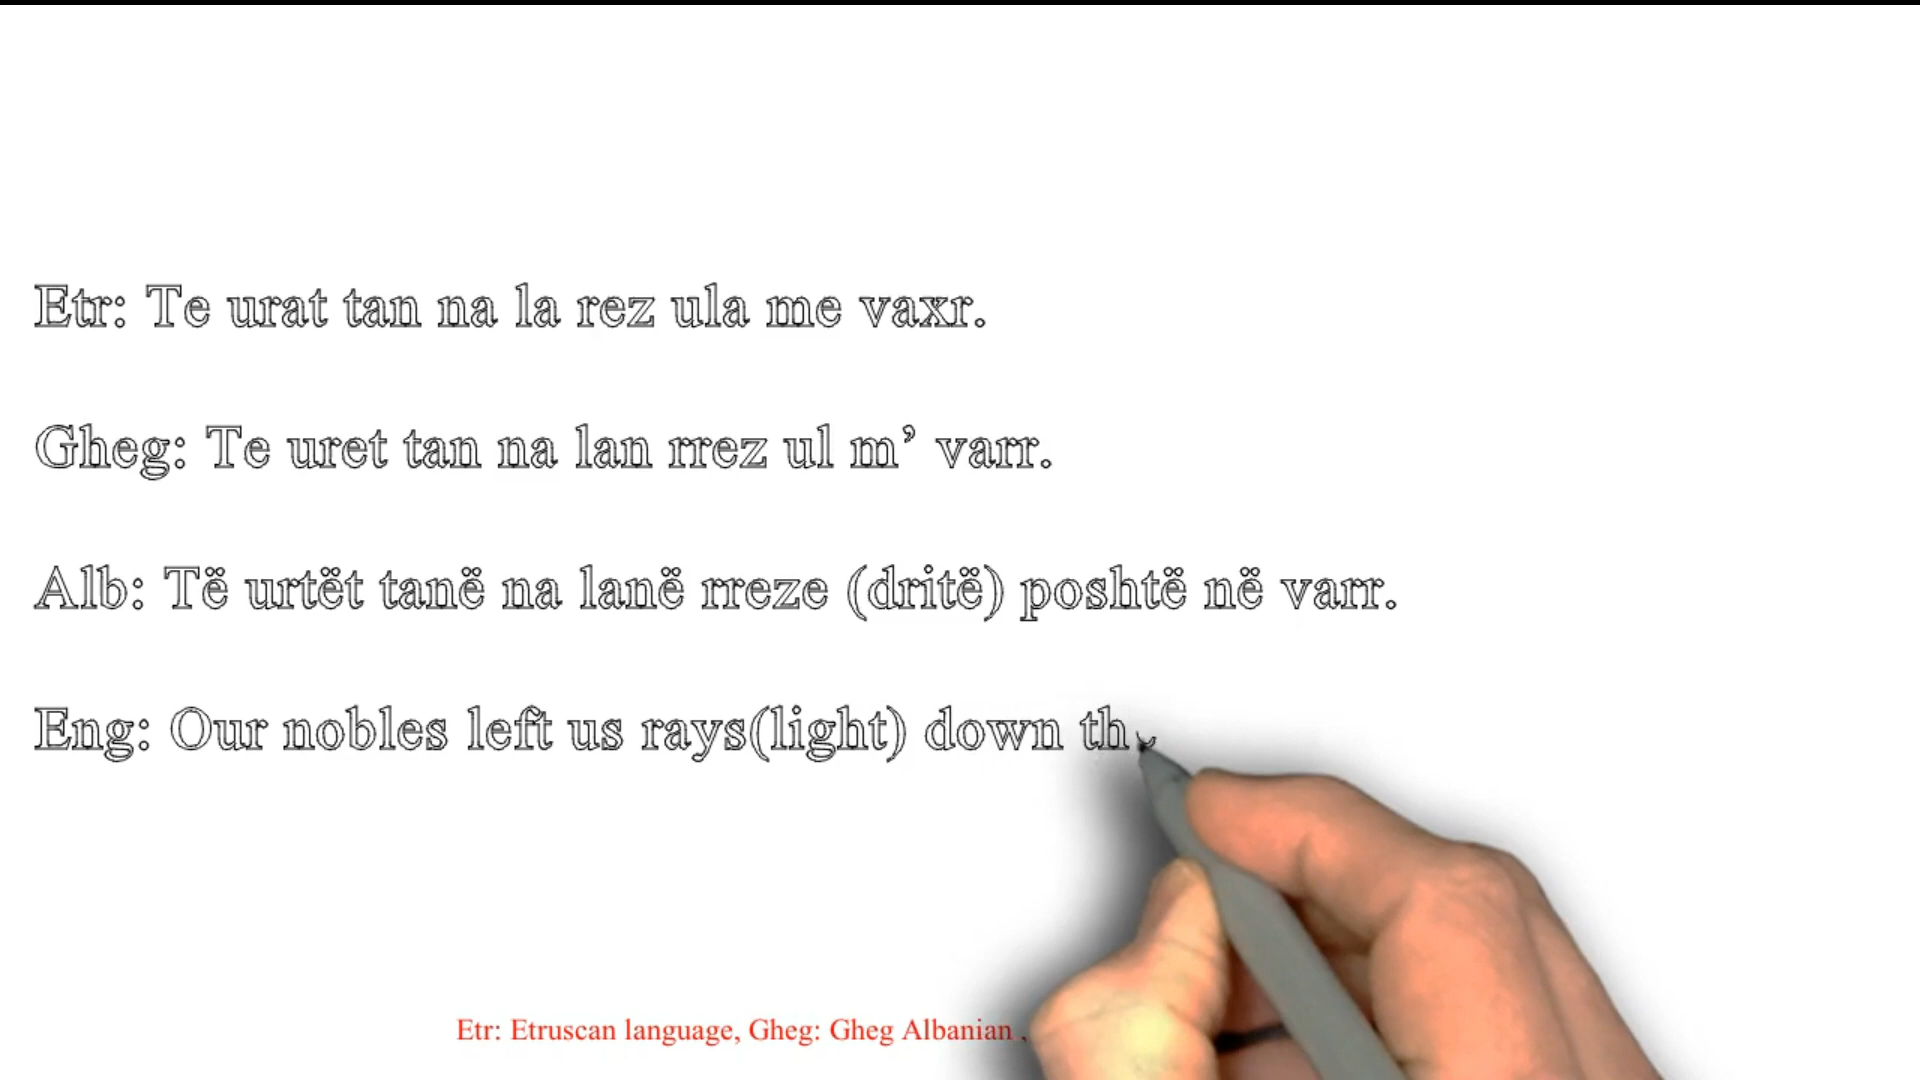 Etr: Te urat tan na la rez ula me vaxr.
Gheg: Te uret tan na lan rrez ul m’ varr.
Alb: Të urtët tanë na lanë rreze (dritë) poshtë në varr.
Eng: Our nobles left us rays(light) down th
Etr: Etruscan language, Gheg: Gheg Albanian ,